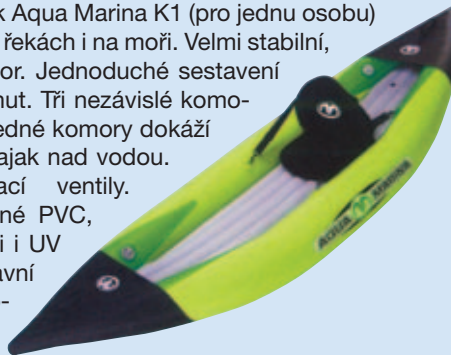 k Aqua Marina K1 (pro jednu osobu)
řekách i na moři. Velmi stabilní,
or. Jednoduché sestavení
nut. Tři nezávislé komo-
edné komory dokáží
ajak nad vodou.
ací ventily.
né PVC,
i i UV
avní
-
AQUA MARINA